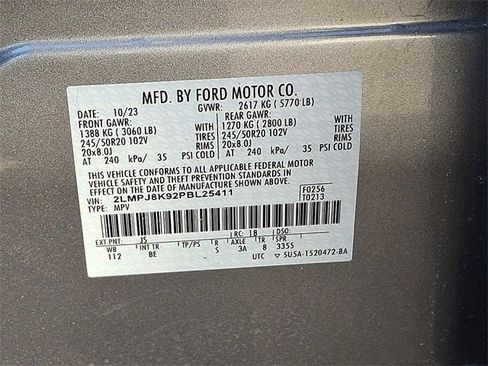 MFD. BY FORD MOTOR CO.
DATE: 10/23 GVWR: 2617 KG (5770 LB)
FRONT GAWR: REAR GAWR:
1388 KG (3060 LB) WITH 1270 KG (2800 LB) WITH
245/50R20 102V TIRES 245/50R20 102V TIRES
20x8.0J RIMS 20x8.0J RIMS
AT 240 kPa/ 35 PSI COLD AT 240 kPa/ 35 PSI COLD
THIS VEHICLE CONFORMS TO ALL APPLICABLE FEDERAL MOTOR
VEHICLE SAFETY AND THEFT PREVENTION STANDARDS IN
EFFECT ON THE DATE OF MANUFACTURE SHOWN ABOVE.
VIN: 2LMPJ8K92PBL25411 F0256
TYPE: MPV T0213
EXT PNT: J5 RC: 18 DSO:
WB INT TR TP/PS R AXLE TR SPR
112 BE S 3A 8 3355
UTC ▽ 5U5A-1520472-BA